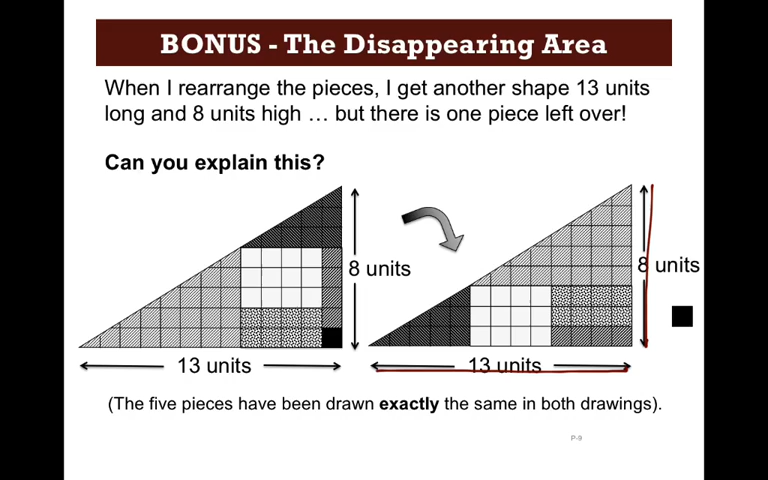 BONUS - The Disappearing Area
When I rearrange the pieces, I get another shape 13 units
long and 8 units high … but there is one piece left over!
Can you explain this?
8 units
8 units
13 units
13 units
(The five pieces have been drawn exactly the same in both drawings).
P-9